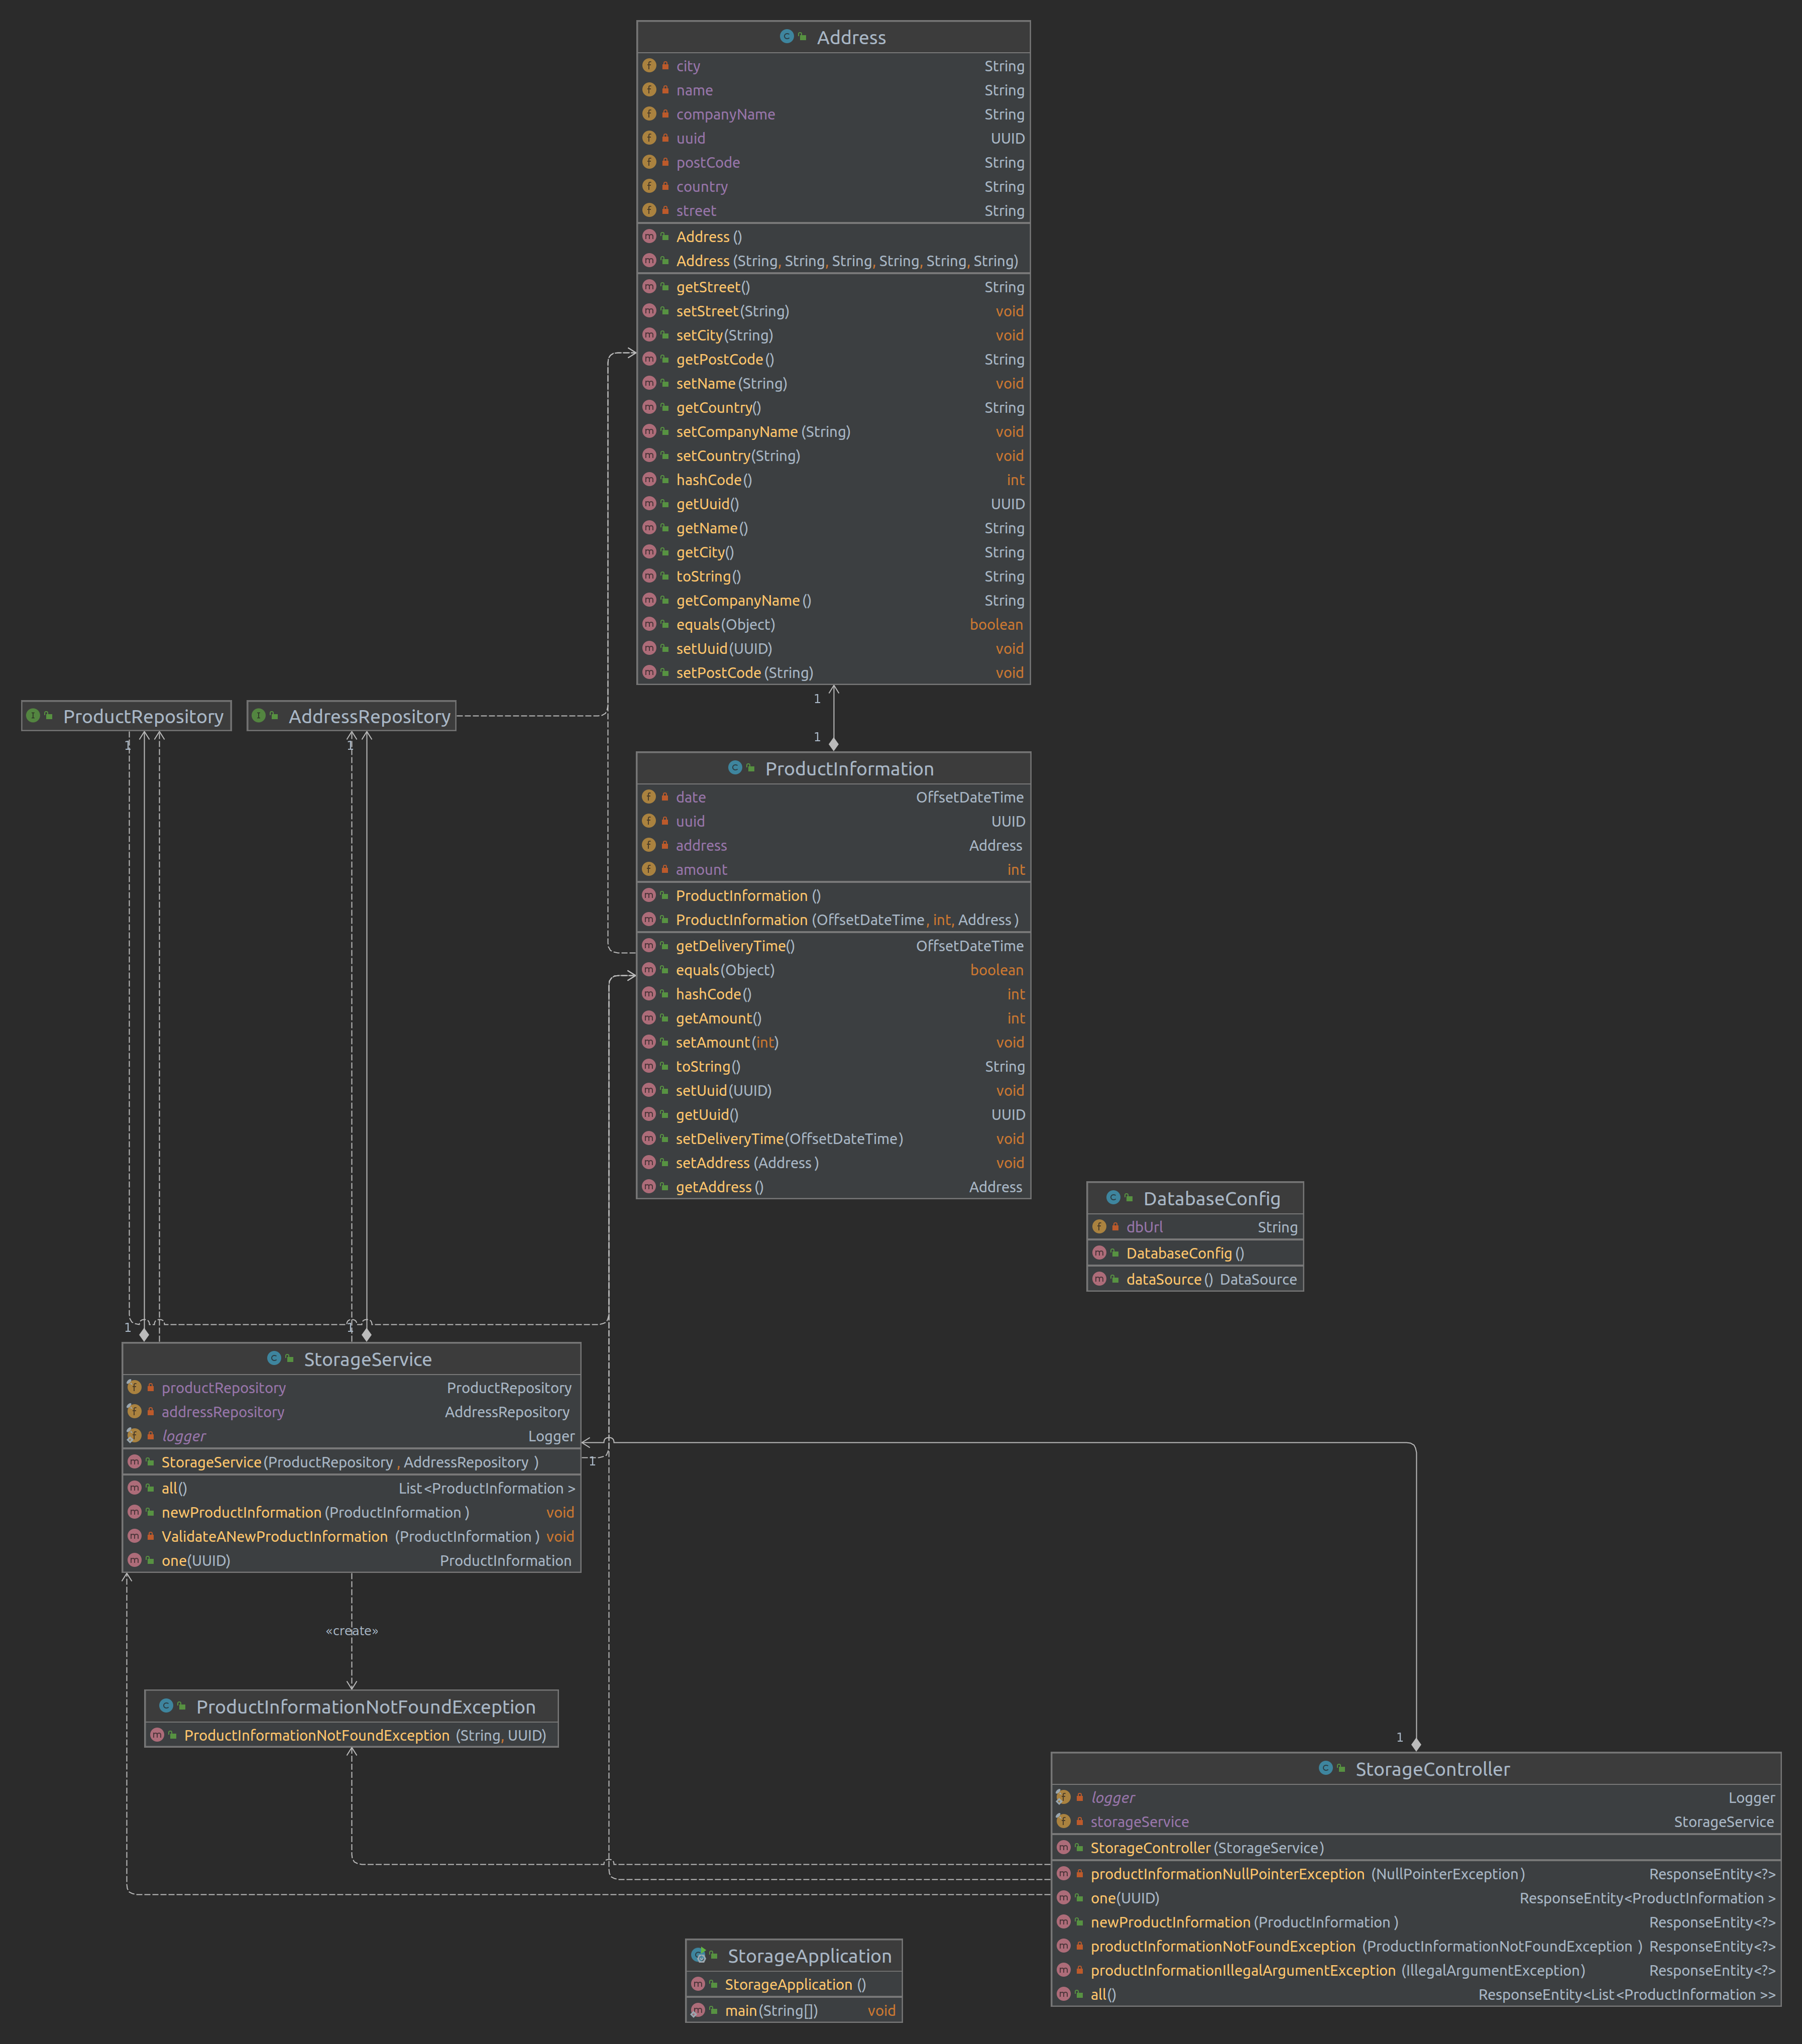 Address
city String
name String
companyName String
uuid UUID
postCode String
country String
street String
Address ()
Address (String, String, String, String, String, String)
getStreet() String
setStreet (String) void
setCity (String) void
getPostCode () String
setName (String) void
getCountry() String
setCompanyName (String) void
setCountry(String) void
hashCode () int
getUuid() UUID
getName () String
getCity() String
toString() String
getCompanyName () String
equals (Object) boolean
setUuid (UUID) void
setPostCode (String) void
1
ProductRepository
AddressRepository
1
1
1
ProductInformation
date OffsetDateTime
uuid UUID
address Address
amount int
ProductInformation ()
ProductInformation (OffsetDateTime , int, Address )
getDeliveryTime() OffsetDateTime
equals (Object) boolean
hashCode () int
getAmount() int
setAmount (int) void
toString() String
setUuid (UUID) void
getUuid() UUID
setDeliveryTime (OffsetDateTime ) void
setAddress (Address ) void
getAddress () Address
DatabaseConfig
dbUrl String
DatabaseConfig ()
dataSource () DataSource
1
1
StorageService
productRepository ProductRepository
addressRepository AddressRepository
logger Logger
StorageService (ProductRepository , AddressRepository )
1
all() List <ProductInformation >
newProductInformation (ProductInformation ) void
ValidateANewProductInformation (ProductInformation ) void
one(UUID) ProductInformation
«create»
ProductInformationNotFoundException
ProductInformationNotFoundException (String, UUID)
1
StorageController
logger Logger
storageService StorageService
StorageController (StorageService)
productInformationNullPointerException (NullPointerException ) ResponseEntity<?>
one(UUID) ResponseEntity<ProductInformation >
newProductInformation (ProductInformation ) ResponseEntity<?>
productInformationNotFoundException (ProductInformationNotFoundException ) ResponseEntity<?>
productInformationIllegalArgumentException (IllegalArgumentException) ResponseEntity<?>
all() ResponseEntity<List <ProductInformation >>
StorageApplication
StorageApplication ()
main (String[]) void